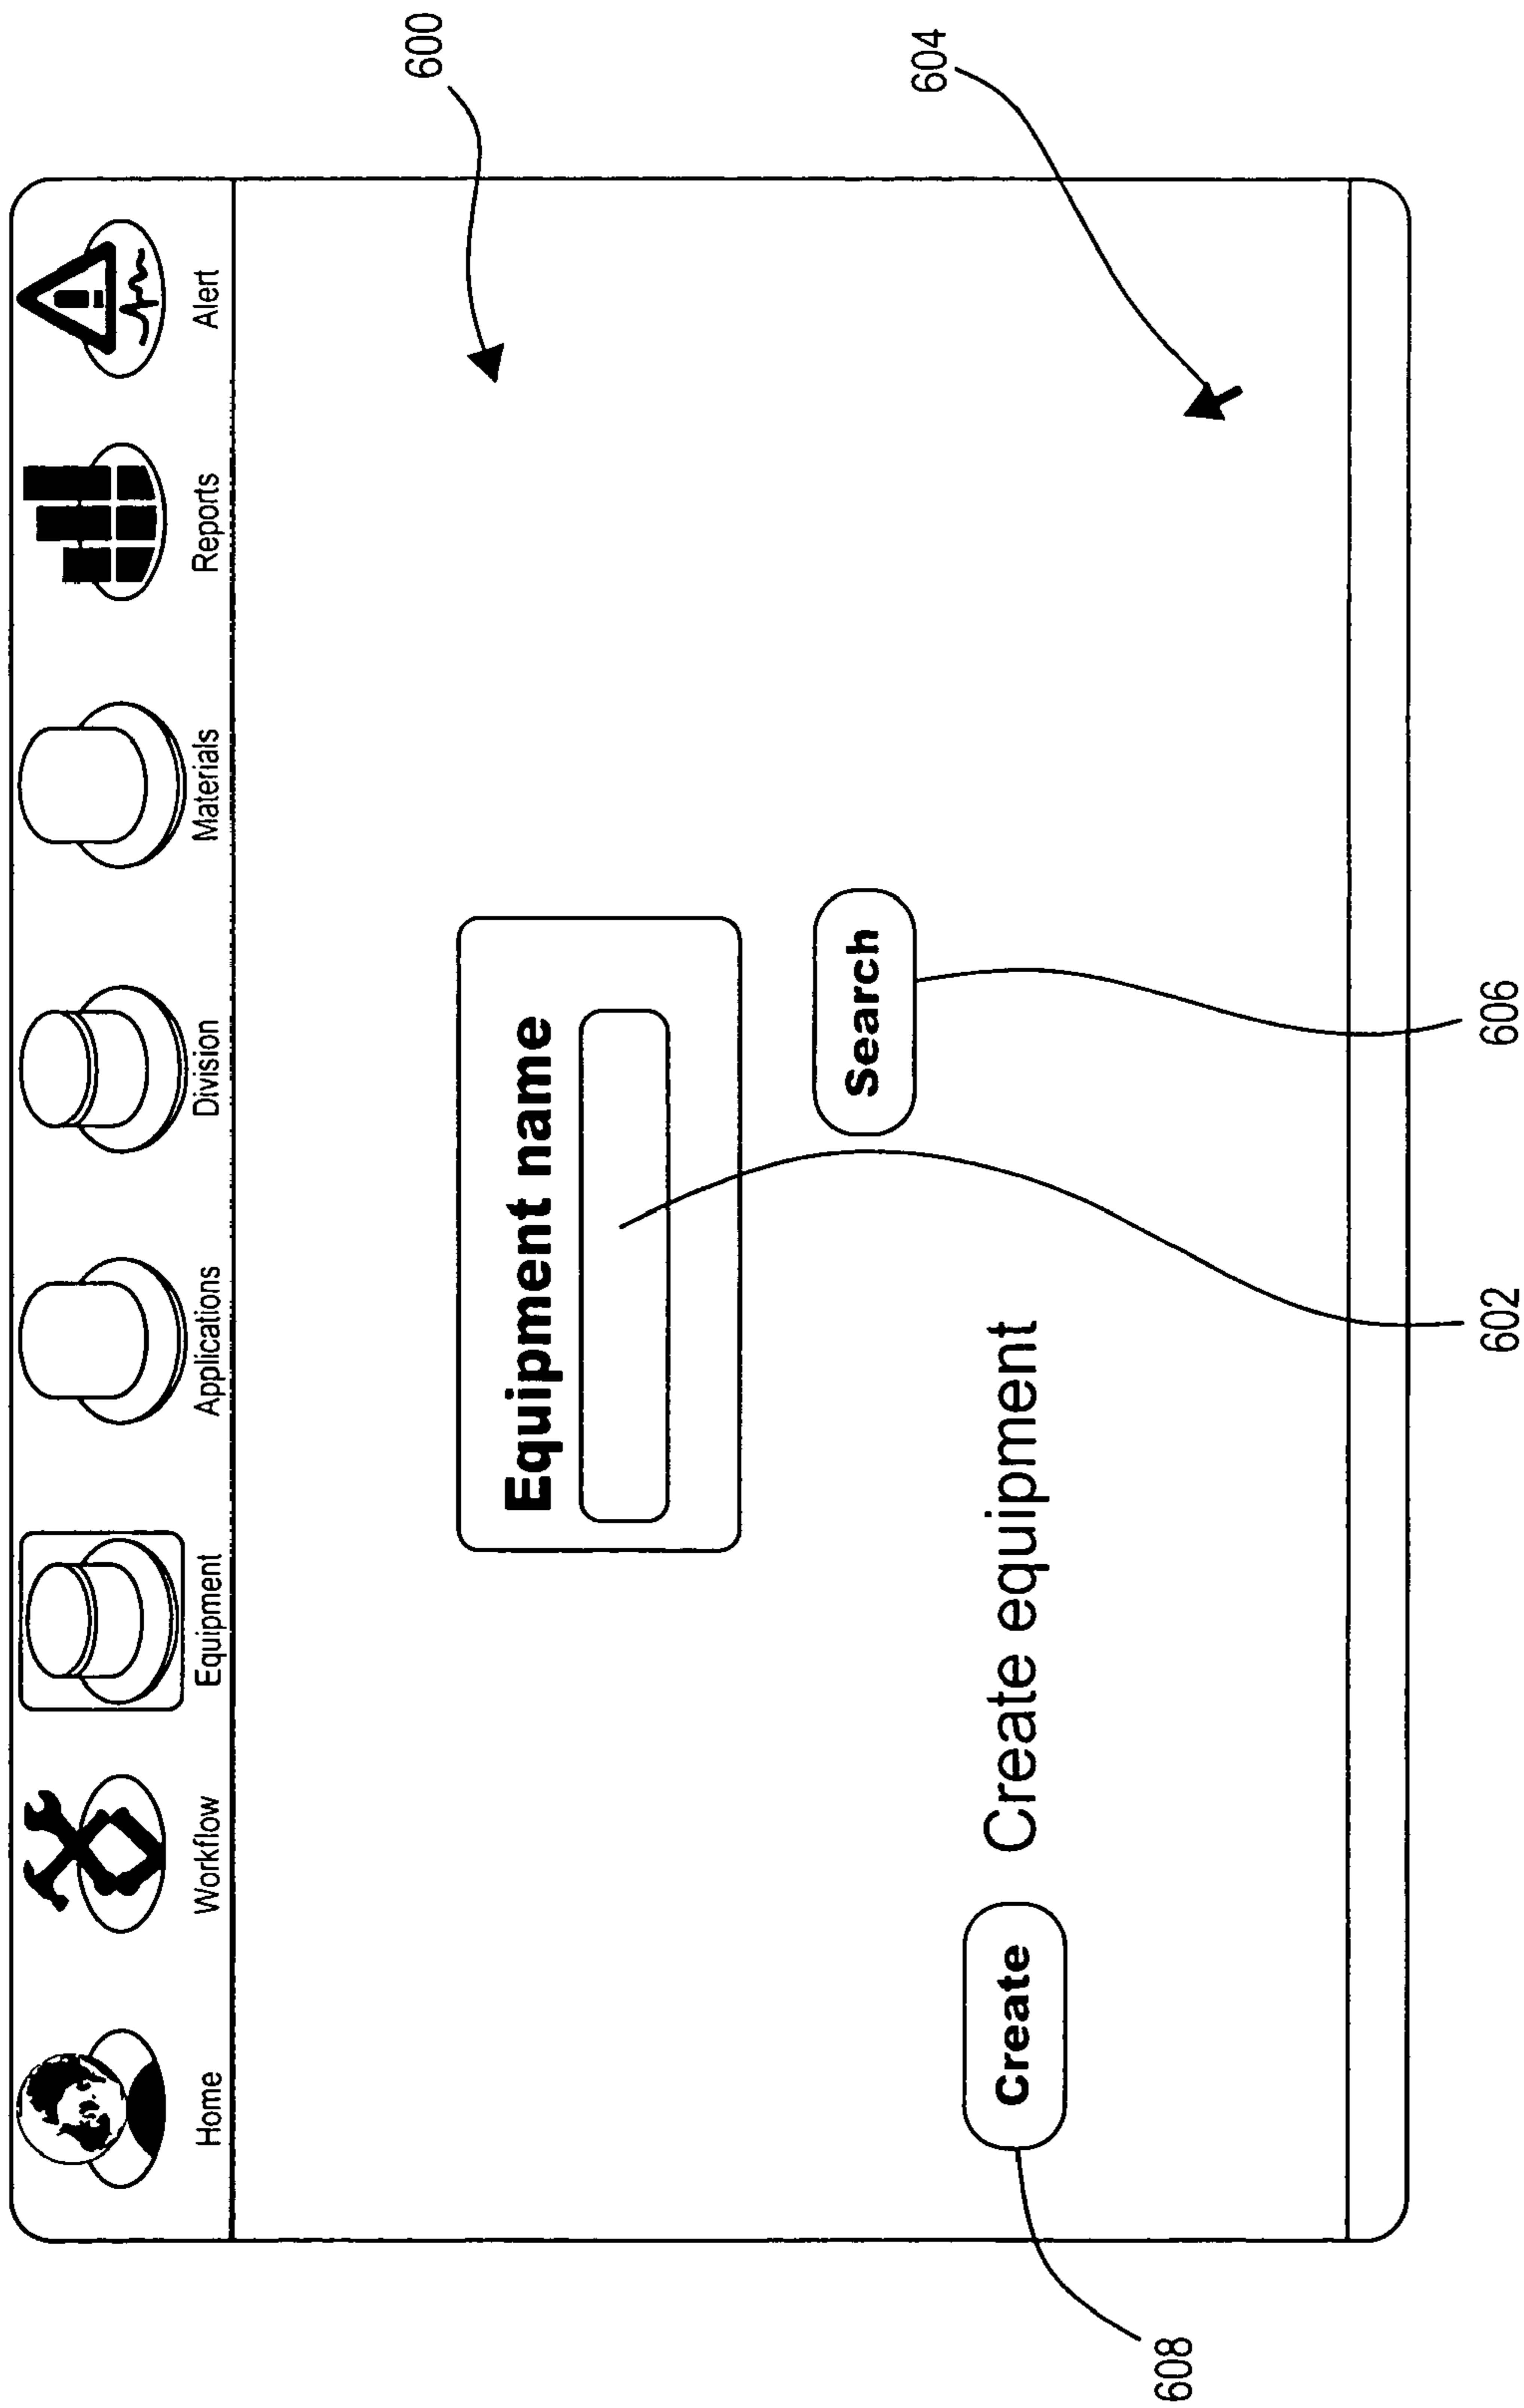 Home
Workflow
Equipment
Applications
Division
Materials
Reports
Alert
600
Equipment name
Search
Create
Create equipment
604
608
602
606